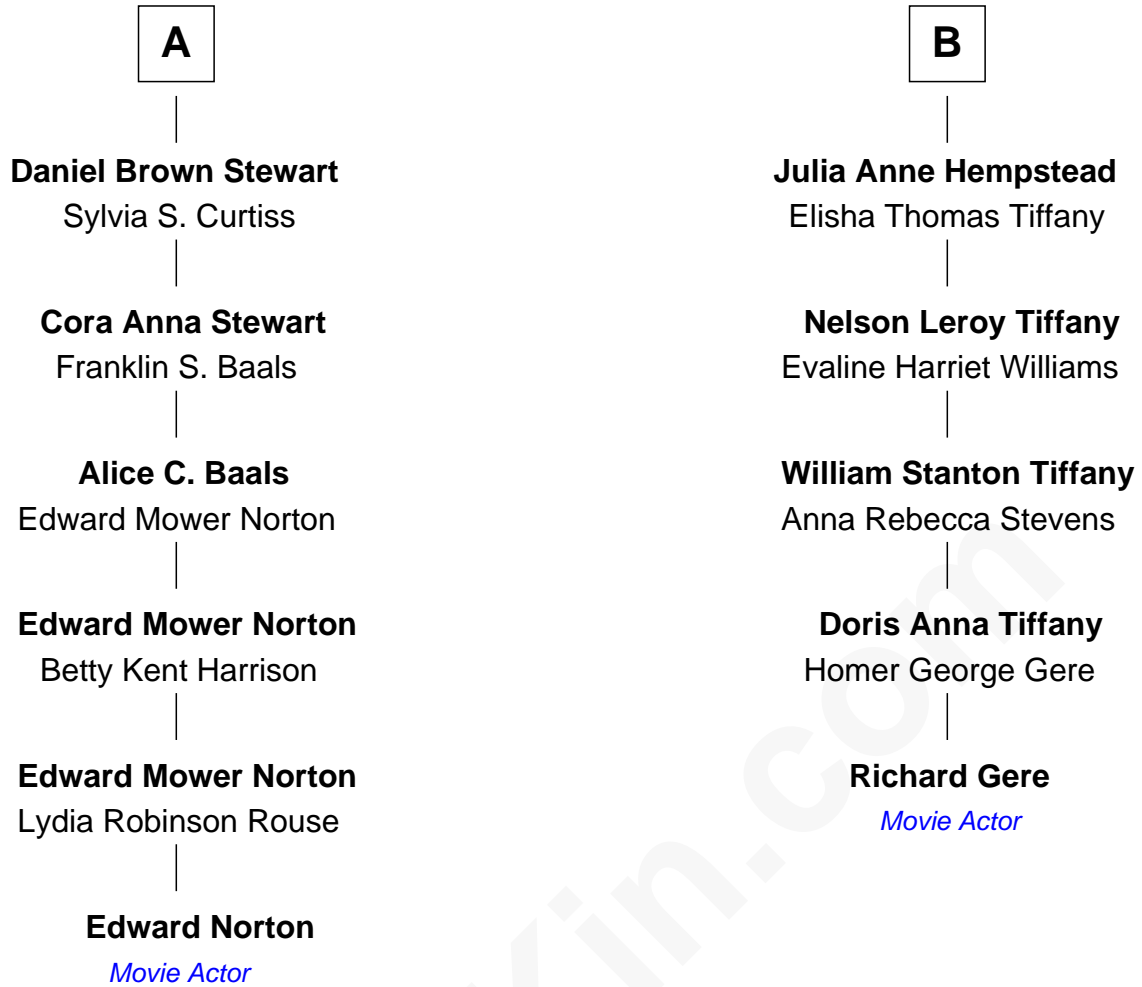 A
Daniel Brown Stewart
Sylvia S. Curtiss
Cora Anna Stewart
Franklin S. Baals
Alice C. Baals
Edward Mower Norton
Edward Mower Norton
Betty Kent Harrison
Edward Mower Norton
Lydia Robinson Rouse
Edward Norton
Movie Actor
B
Julia Anne Hempstead
Elisha Thomas Tiffany
Nelson Leroy Tiffany
Evaline Harriet Williams
William Stanton Tiffany
Anna Rebecca Stevens
Doris Anna Tiffany
Homer George Gere
Richard Gere
Movie Actor